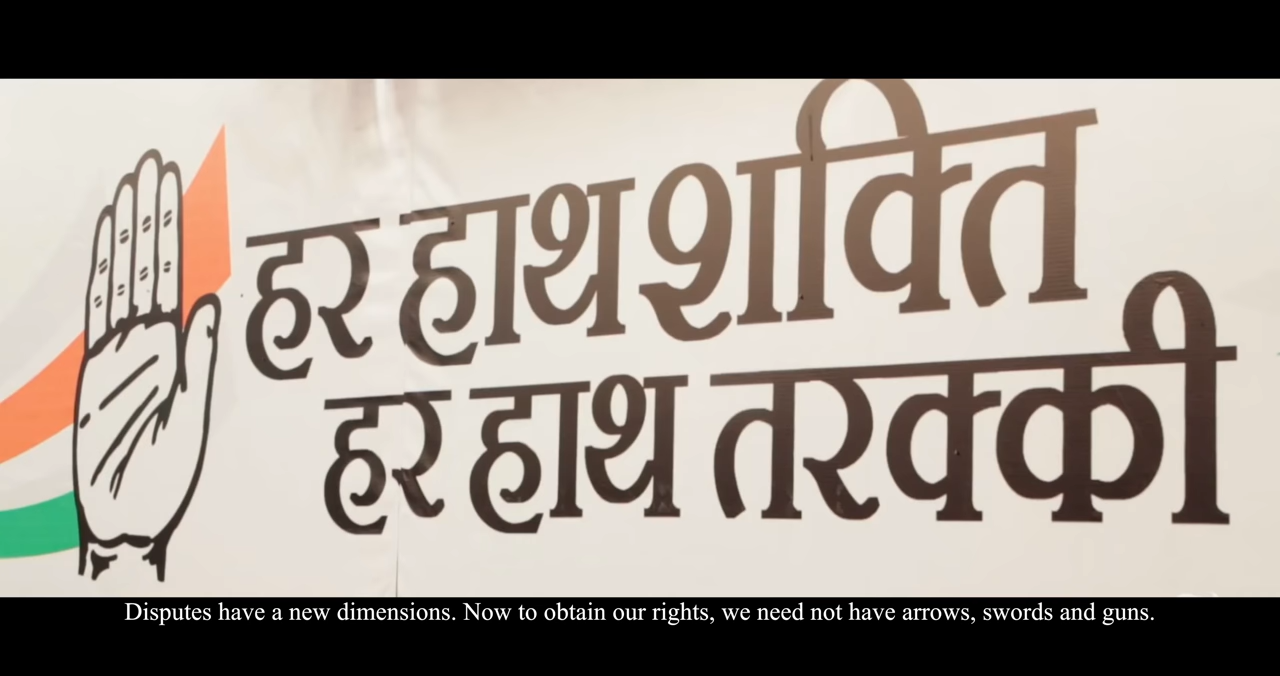 हर हाथ शक्ति
हर हाथ तरक्की
Disputes have a new dimensions. Now to obtain our rights, we need not have arrows, swords and guns.